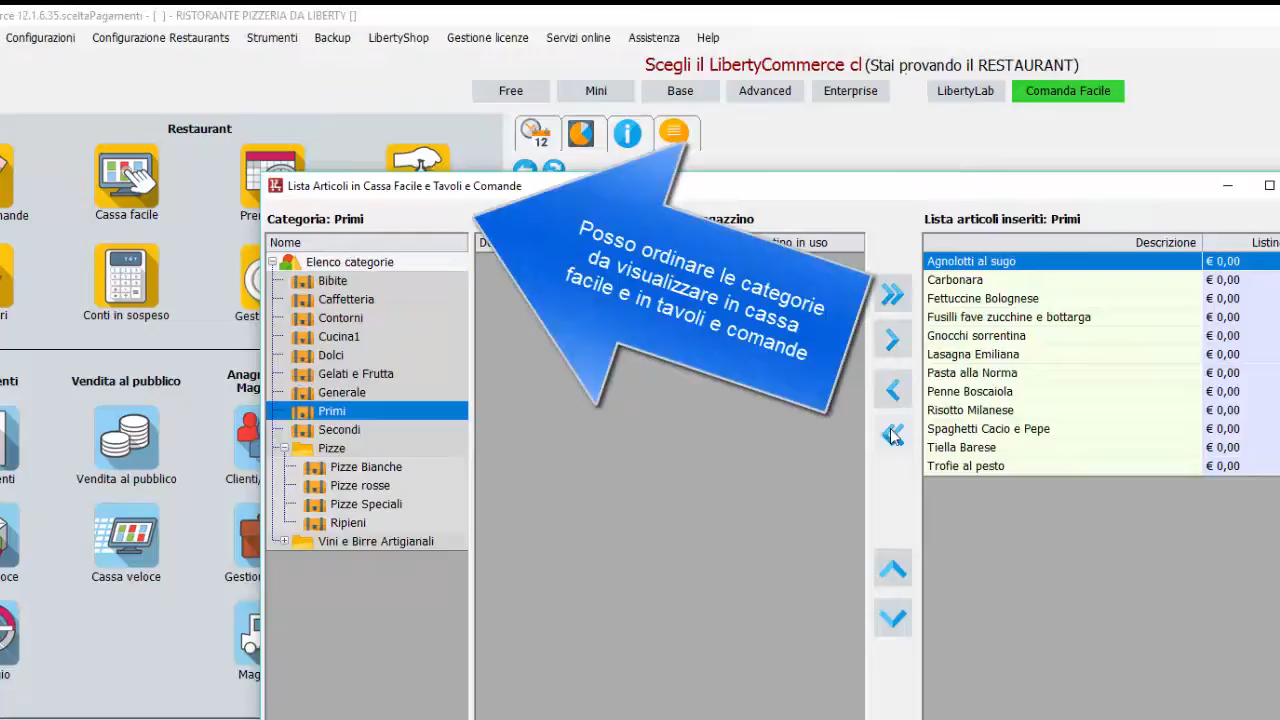 rce 12.1.6.35.sceltaPagamenti - [ ] - RISTORANTE PIZZERIA DA LIBERTY []
Configurazioni Configurazione Restaurants Strumenti Backup LibertyShop Gestione licenze Servizi online Assistenza Help
Scegli il LibertyCommerce cl (Stai provando il RESTAURANT)
Free Mini Base Advanced Enterprise LibertyLab Comanda Facile
Restaurant
12
Cassa facile
Conti in sospeso
Vendita al pubblico
Vendita al pubblico
Cassa veloce
Lista Articoli in Cassa Facile e Tavoli e Comande
Categoria: Primi
Nome
Elenco categorie
Bibite
Caffetteria
Contorni
Cucina1
Dolci
Gelati e Frutta
Generale
Primi
Secondi
Pizze
Pizze Bianche
Pizze rosse
Pizze Speciali
Ripieni
Vini e Birre Artigianali
Posso ordinare le categorie
da visualizzare in cassa
facile e in tavoli e comande
Lista articoli inseriti: Primi
Descrizione Listin
Agnolotti al sugo € 0,00
Carbonara € 0,00
Fettuccine Bolognese € 0,00
Fusilli fave zucchine e bottarga € 0,00
Gnocchi sorrentina € 0,00
Lasagna Emiliana € 0,00
Pasta alla Norma € 0,00
Penne Boscaiola € 0,00
Risotto Milanese € 0,00
Spaghetti Cacio e Pepe € 0,00
Tiella Barese € 0,00
Trofie al pesto € 0,00